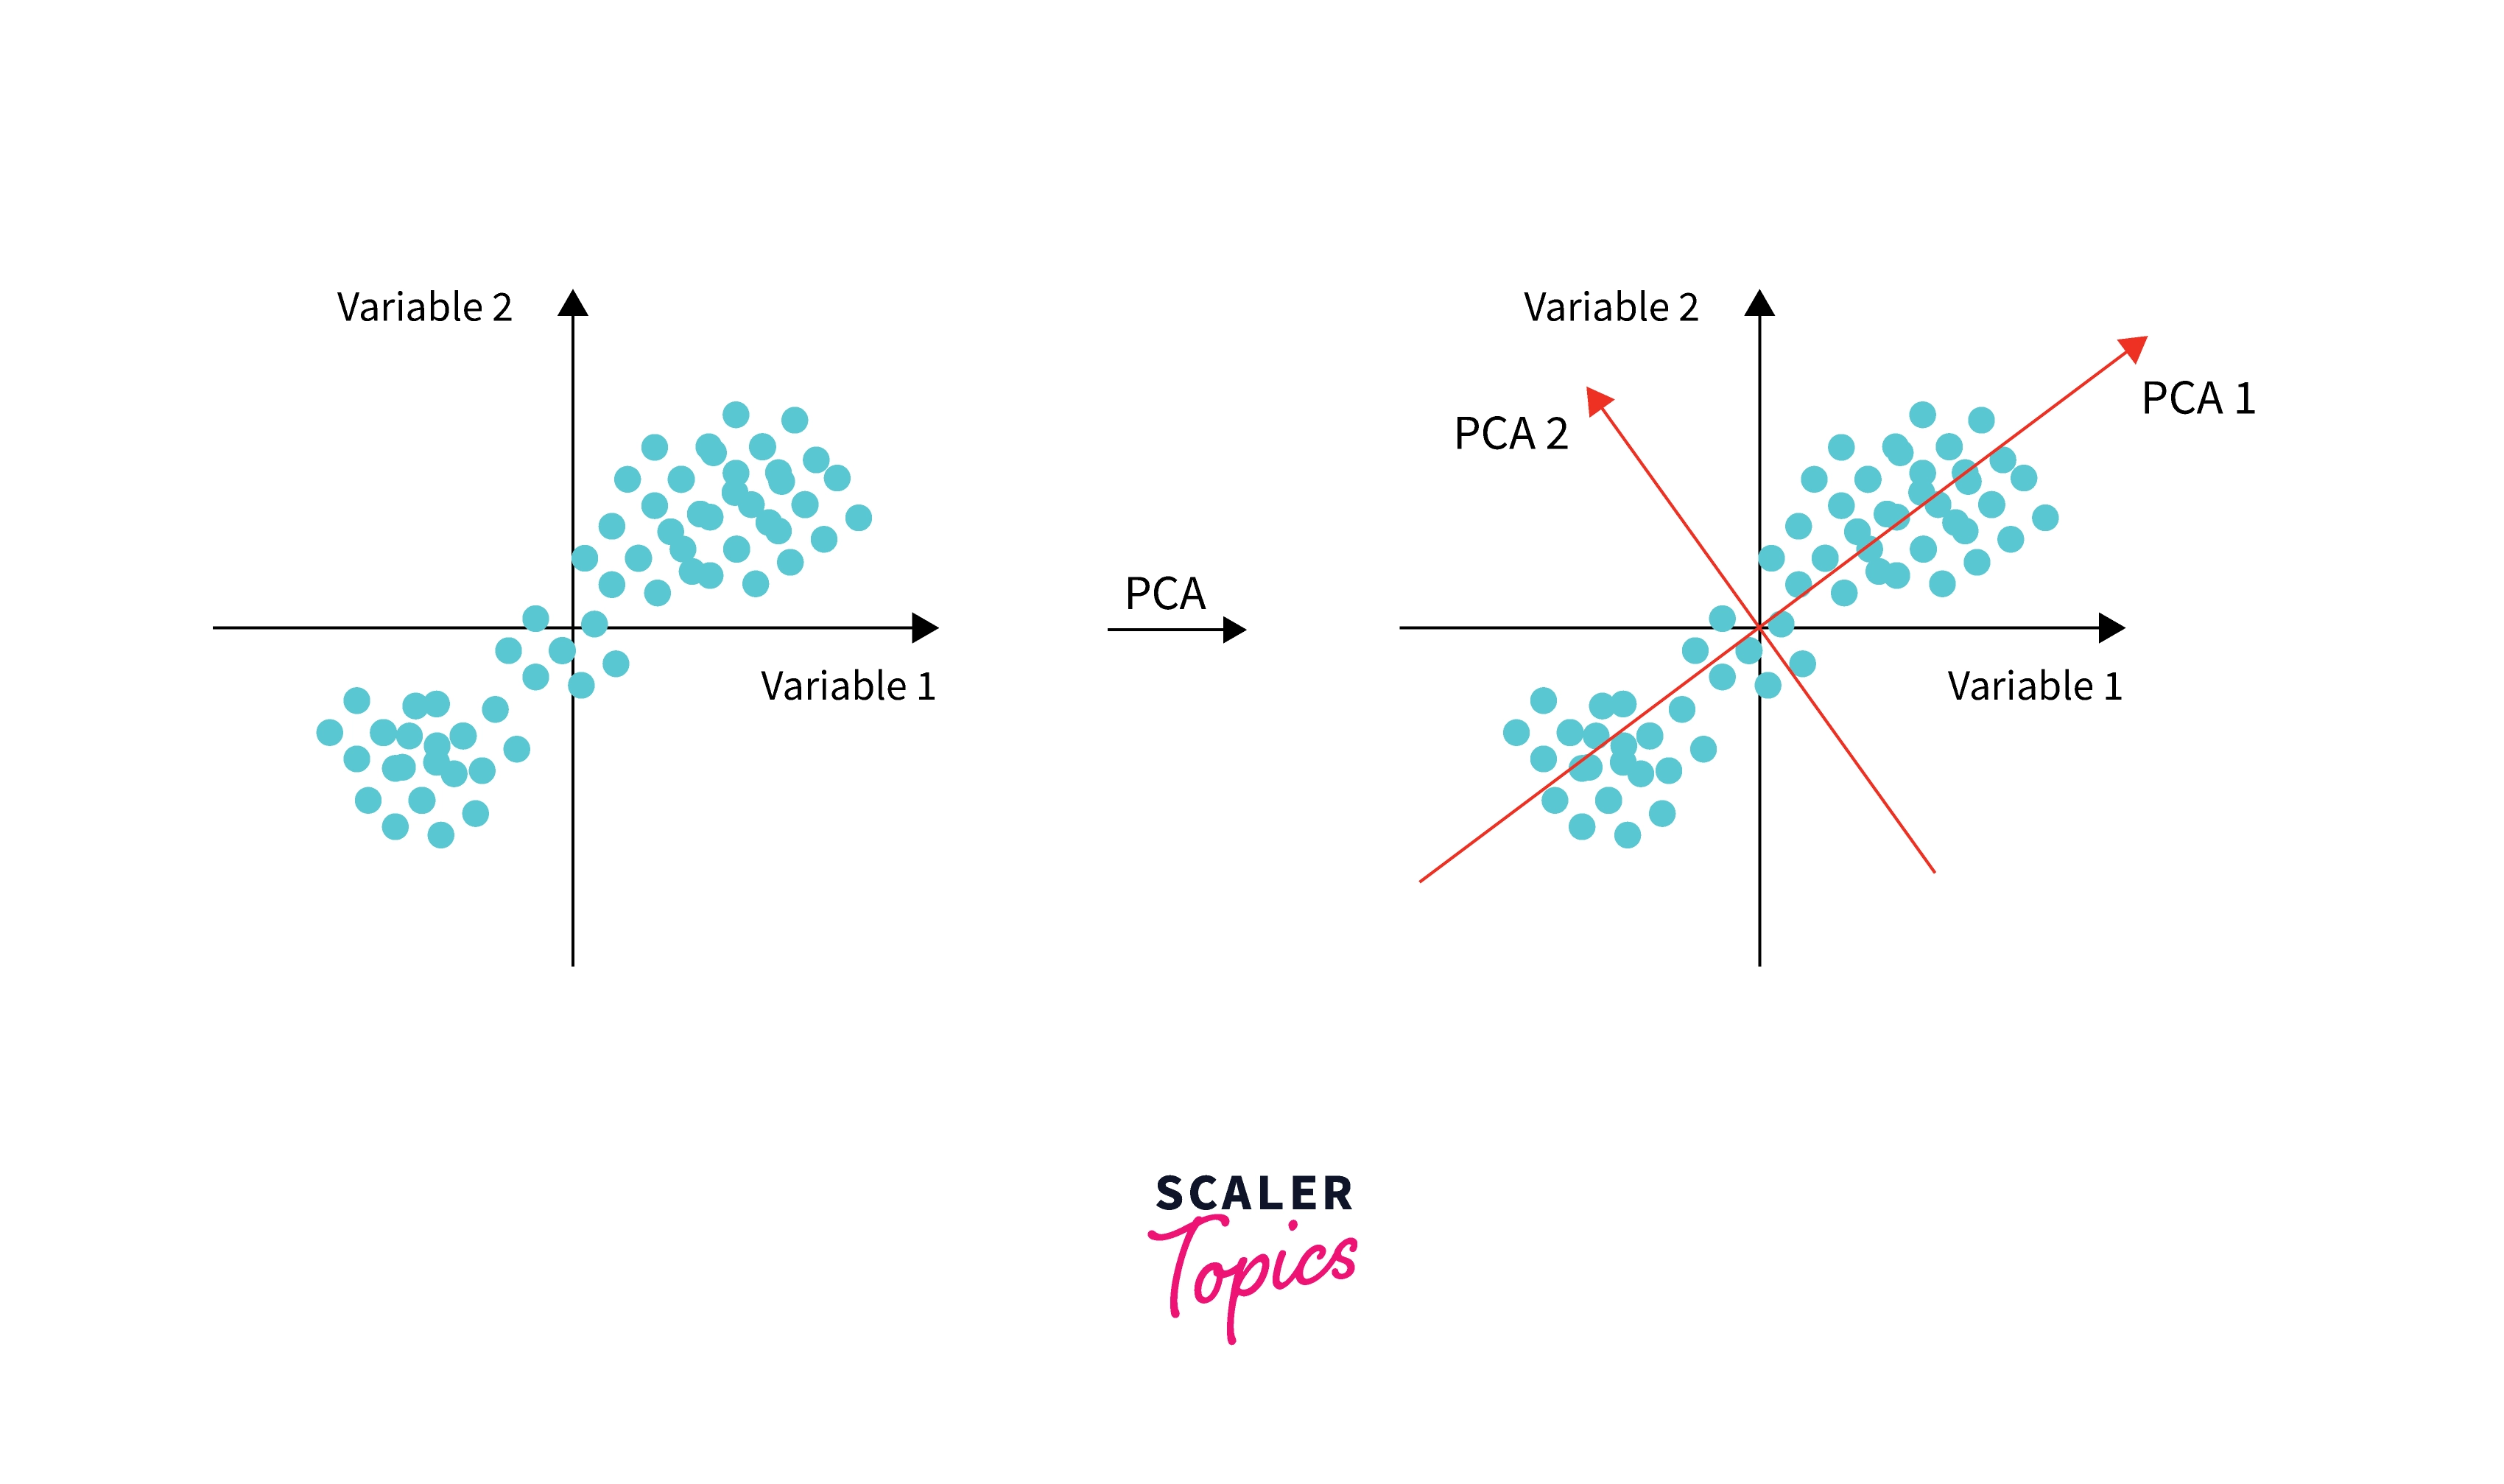 Variable 2
Variable 1
PCA
Variable 2
PCA 1
PCA 2
Variable 1
SCALER
Topics